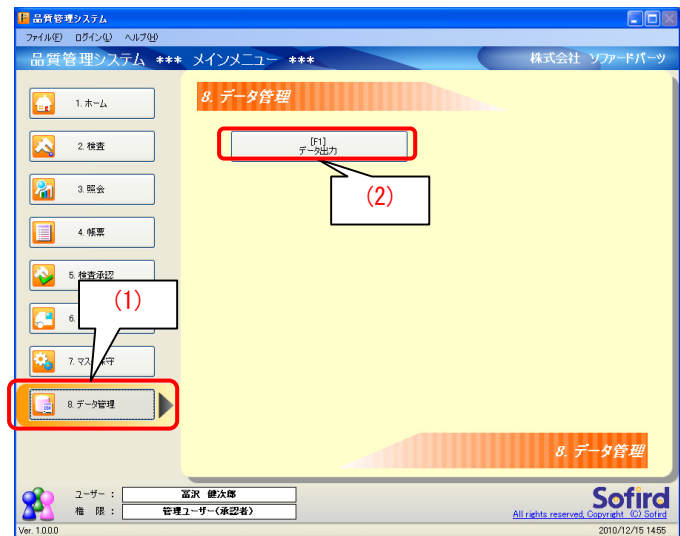 品質管理システム
ファイル(F) ログイン(L) ヘルプ(H)
品質管理システム *** メインメニュー ***
株式会社 ソファードパーツ
8. データ管理
1. ホーム
[F1]
データ出力
2. 検査
(2)
3. 照会
4. 帳票
5. 検査承認
(1)
6.
7. マス
守
8. データ管理
8. データ管理
ユーザー :
冨沢 健次郎
権 限 :
管理ユーザー(承認者)
Sofird
All rights reserved, Copyright (C) Sofird
Ver. 1.0.0.0
2010/12/15 14:55